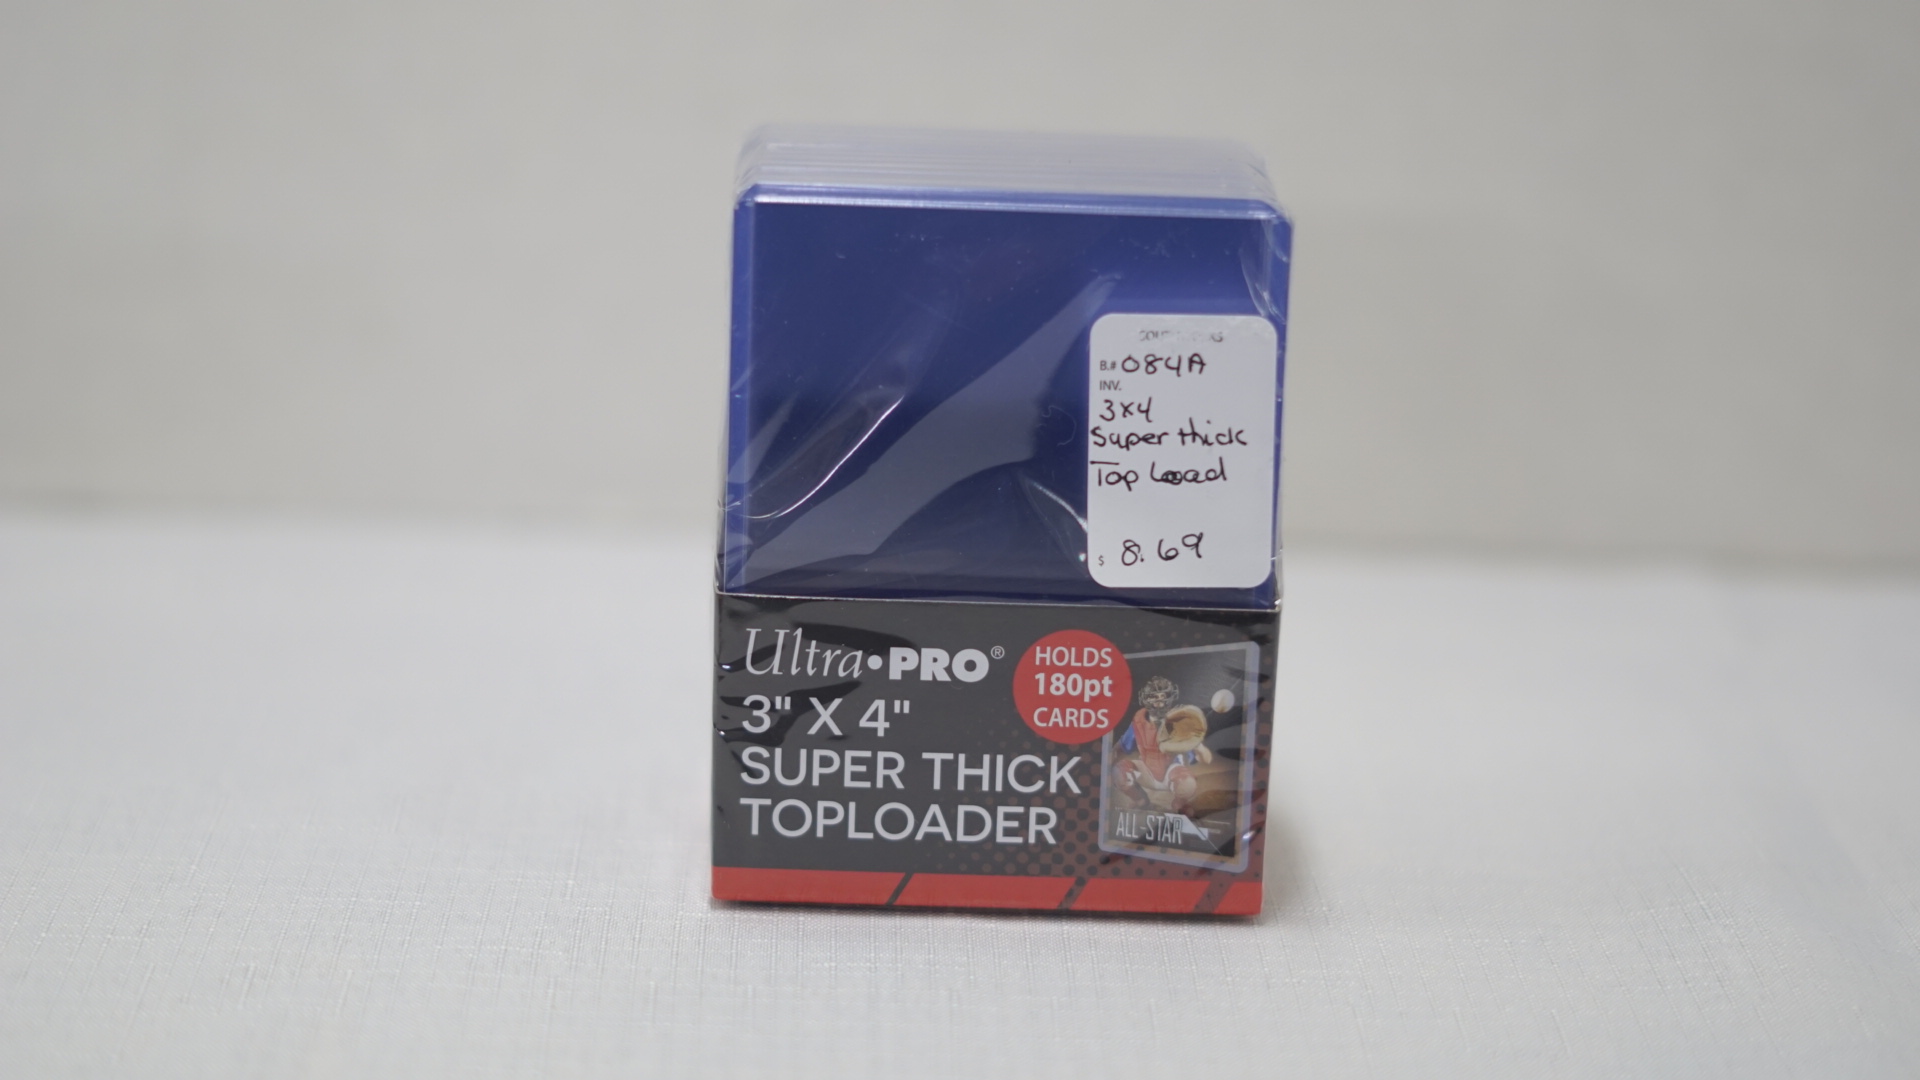 B.# 084A
INV.
3x4
Super thick
Top Load
$ 8.69
Ultra•PRO®
3" X 4"
SUPER THICK
TOPLOADER
HOLDS
180pt
CARDS
ALL-STAR